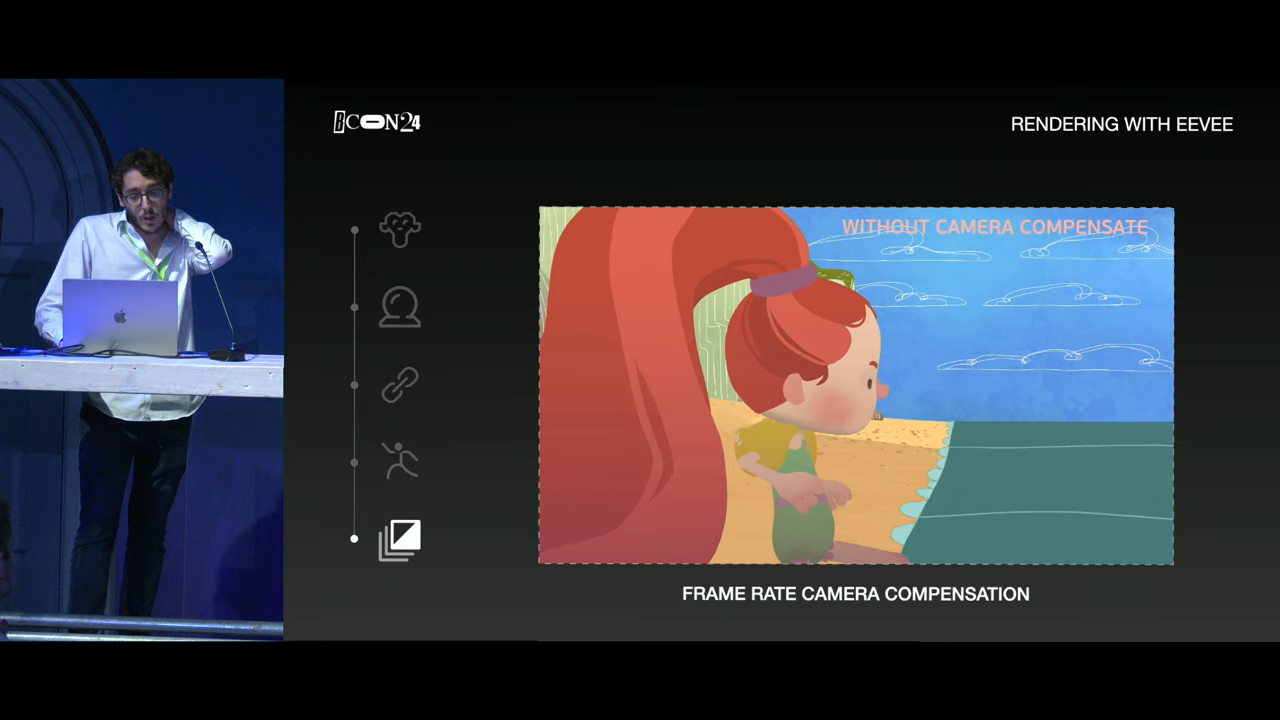 BCON24
RENDERING WITH EEVEE
WITHOUT CAMERA COMPENSATE
FRAME RATE CAMERA COMPENSATION